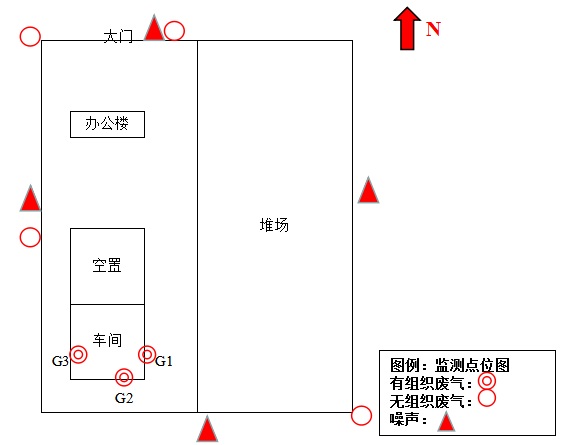 大门
N
办公楼
堆场
空置
车间
G3
G1
G2
图例：监测点位图
有组织废气：
无组织废气：
噪声：